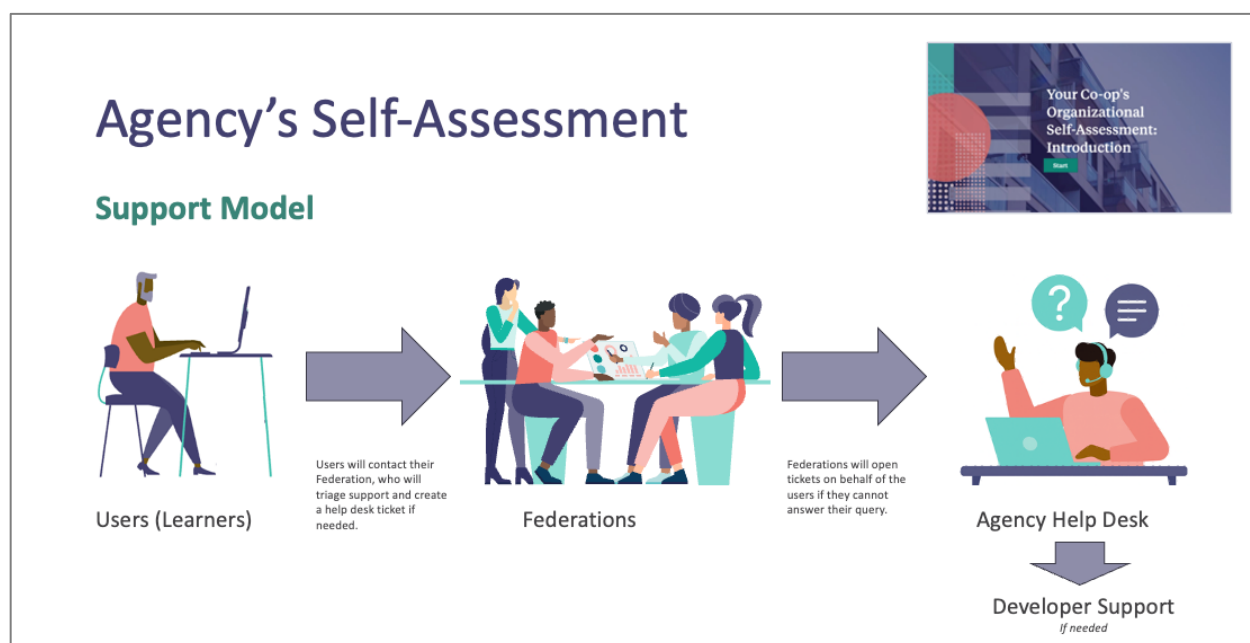 Agency’s Self-Assessment
Your Co-op's
Organizational
Self-Assessment:
Introduction
Start
Support Model
?
Users will contact their
Federation, who will
triage support and create
a help desk ticket if
needed.
Federations will open
tickets on behalf of the
users if they cannot
answer their query.
Users (Learners)
Federations
Agency Help Desk
Developer Support
If needed